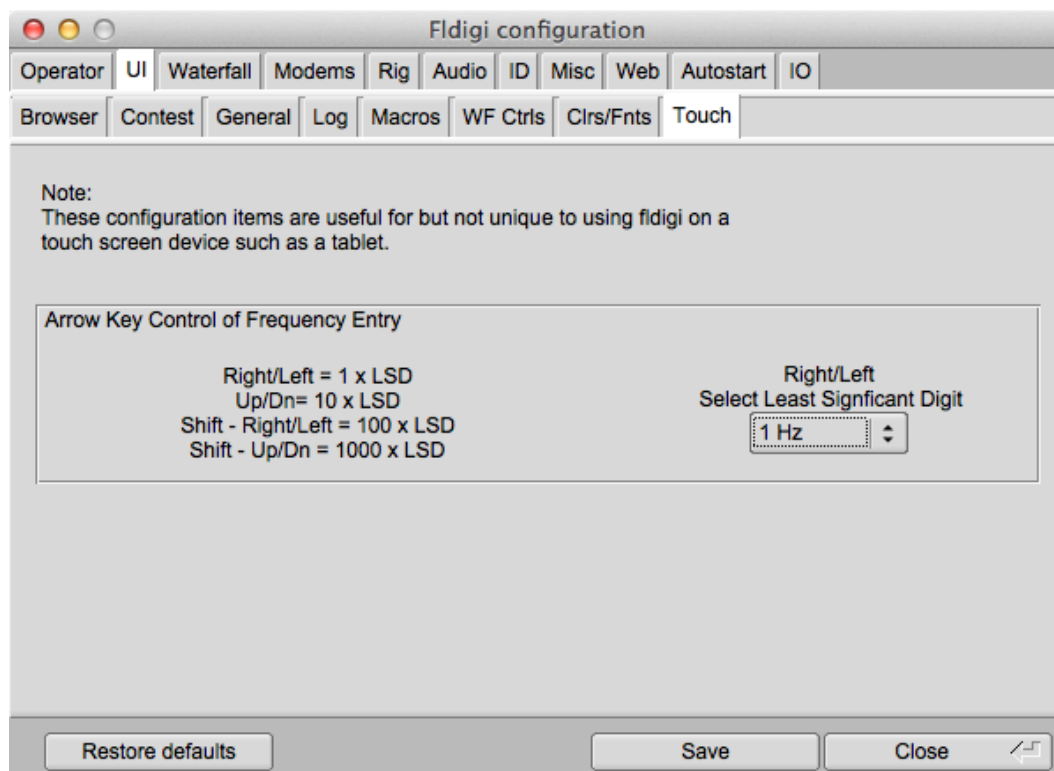 Fldigi configuration
Operator UI Waterfall Modems Rig Audio ID Misc Web Autostart IO
Browser Contest General Log Macros WF Ctrls Clrs/Fnts Touch
Note:
These configuration items are useful for but not unique to using fldigi on a
touch screen device such as a tablet.
Arrow Key Control of Frequency Entry
Right/Left = 1 x LSD
Up/Dn= 10 x LSD
Shift - Right/Left = 100 x LSD
Shift - Up/Dn = 1000 x LSD
Right/Left
Select Least Signficant Digit
1 Hz
Restore defaults Save Close